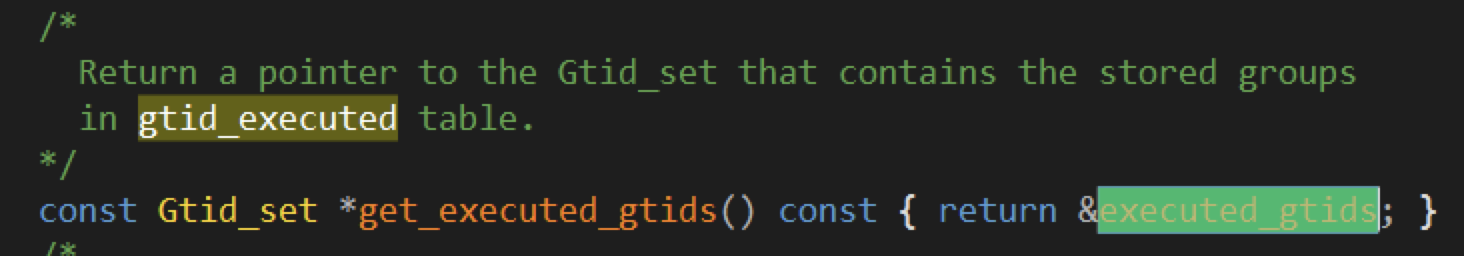 /*
Return a pointer to the Gtid_set that contains the stored groups
in gtid_executed table.
*/
const Gtid_set *get_executed_gtids() const { return &executed_gtids; }
/*